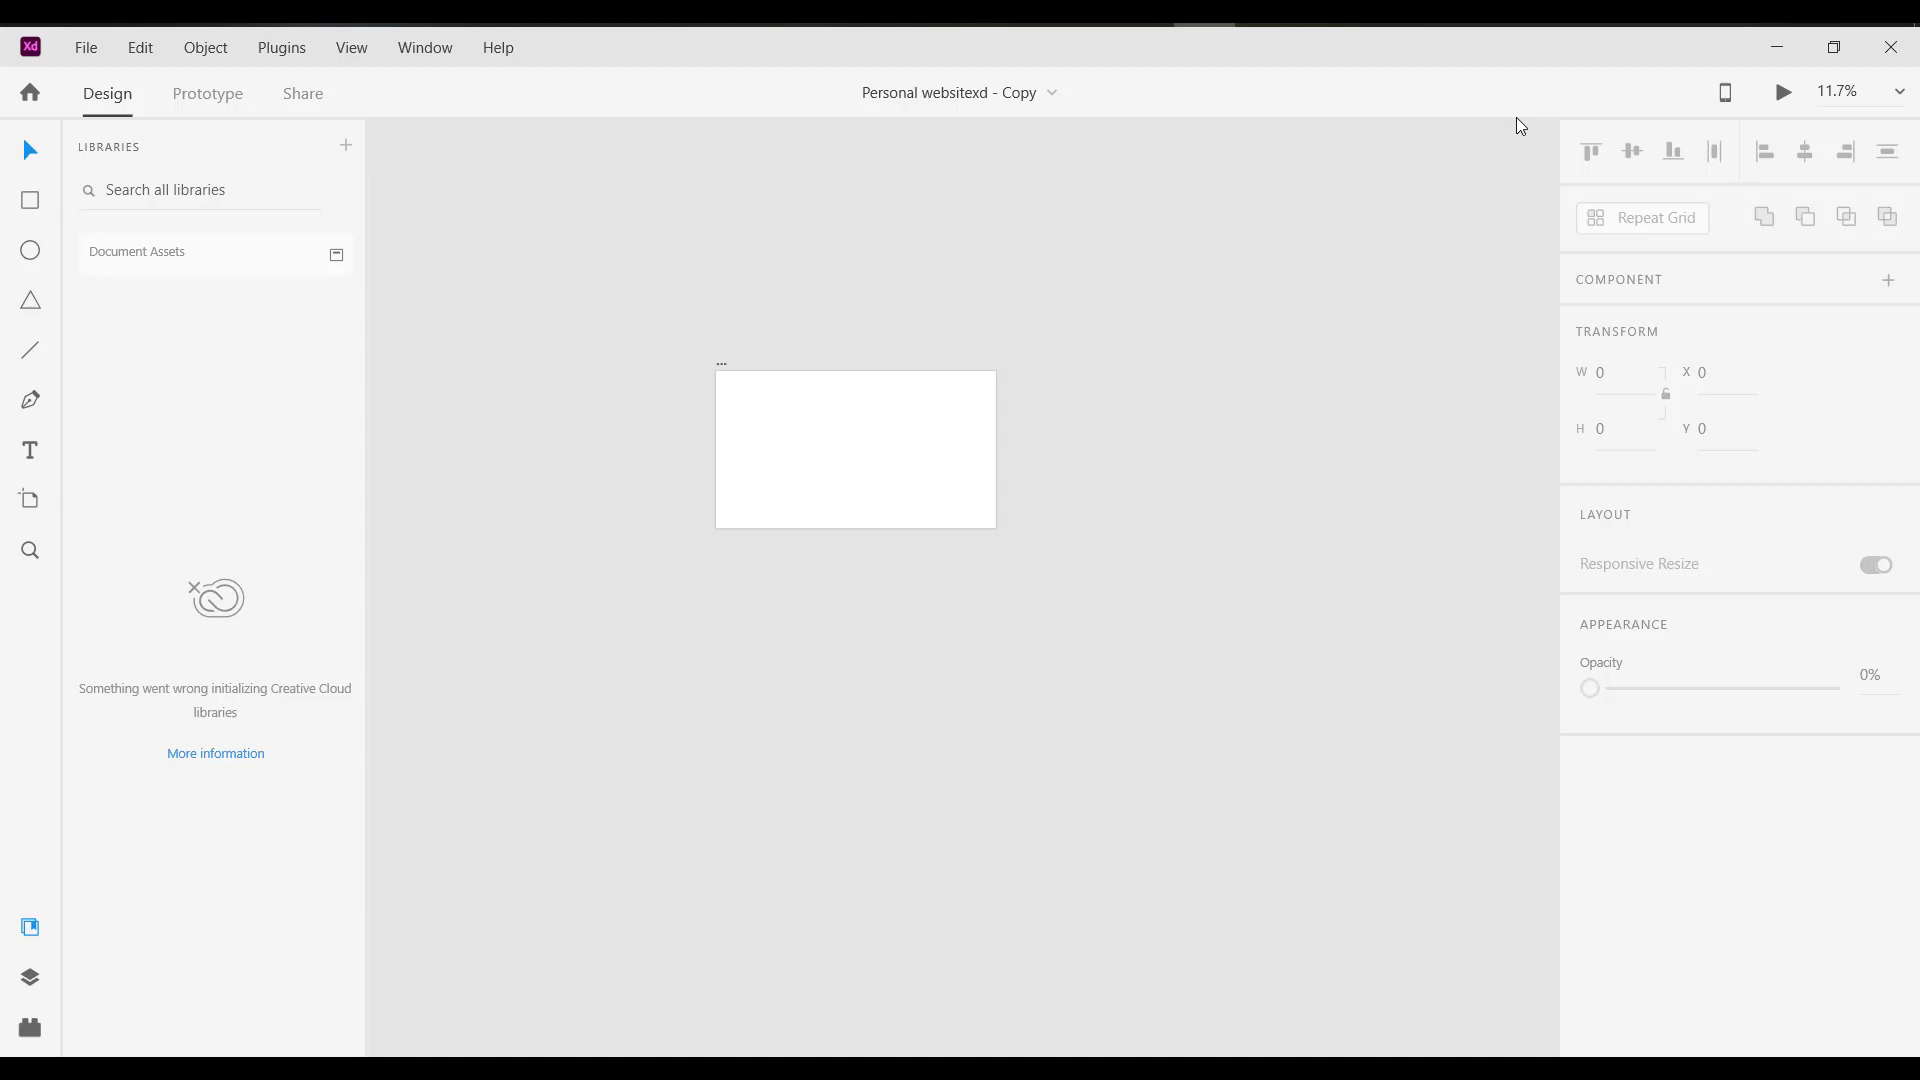 Xd File Edit Object Plugins View Window Help
Design Prototype Share Personal websitexd - Copy 11.7%
LIBRARIES
Search all libraries
Document Assets
Something went wrong initializing Creative Cloud
libraries
More information
...
Repeat Grid
COMPONENT
TRANSFORM
W 0 X 0
H 0 Y 0
LAYOUT
Responsive Resize
APPEARANCE
Opacity
0%